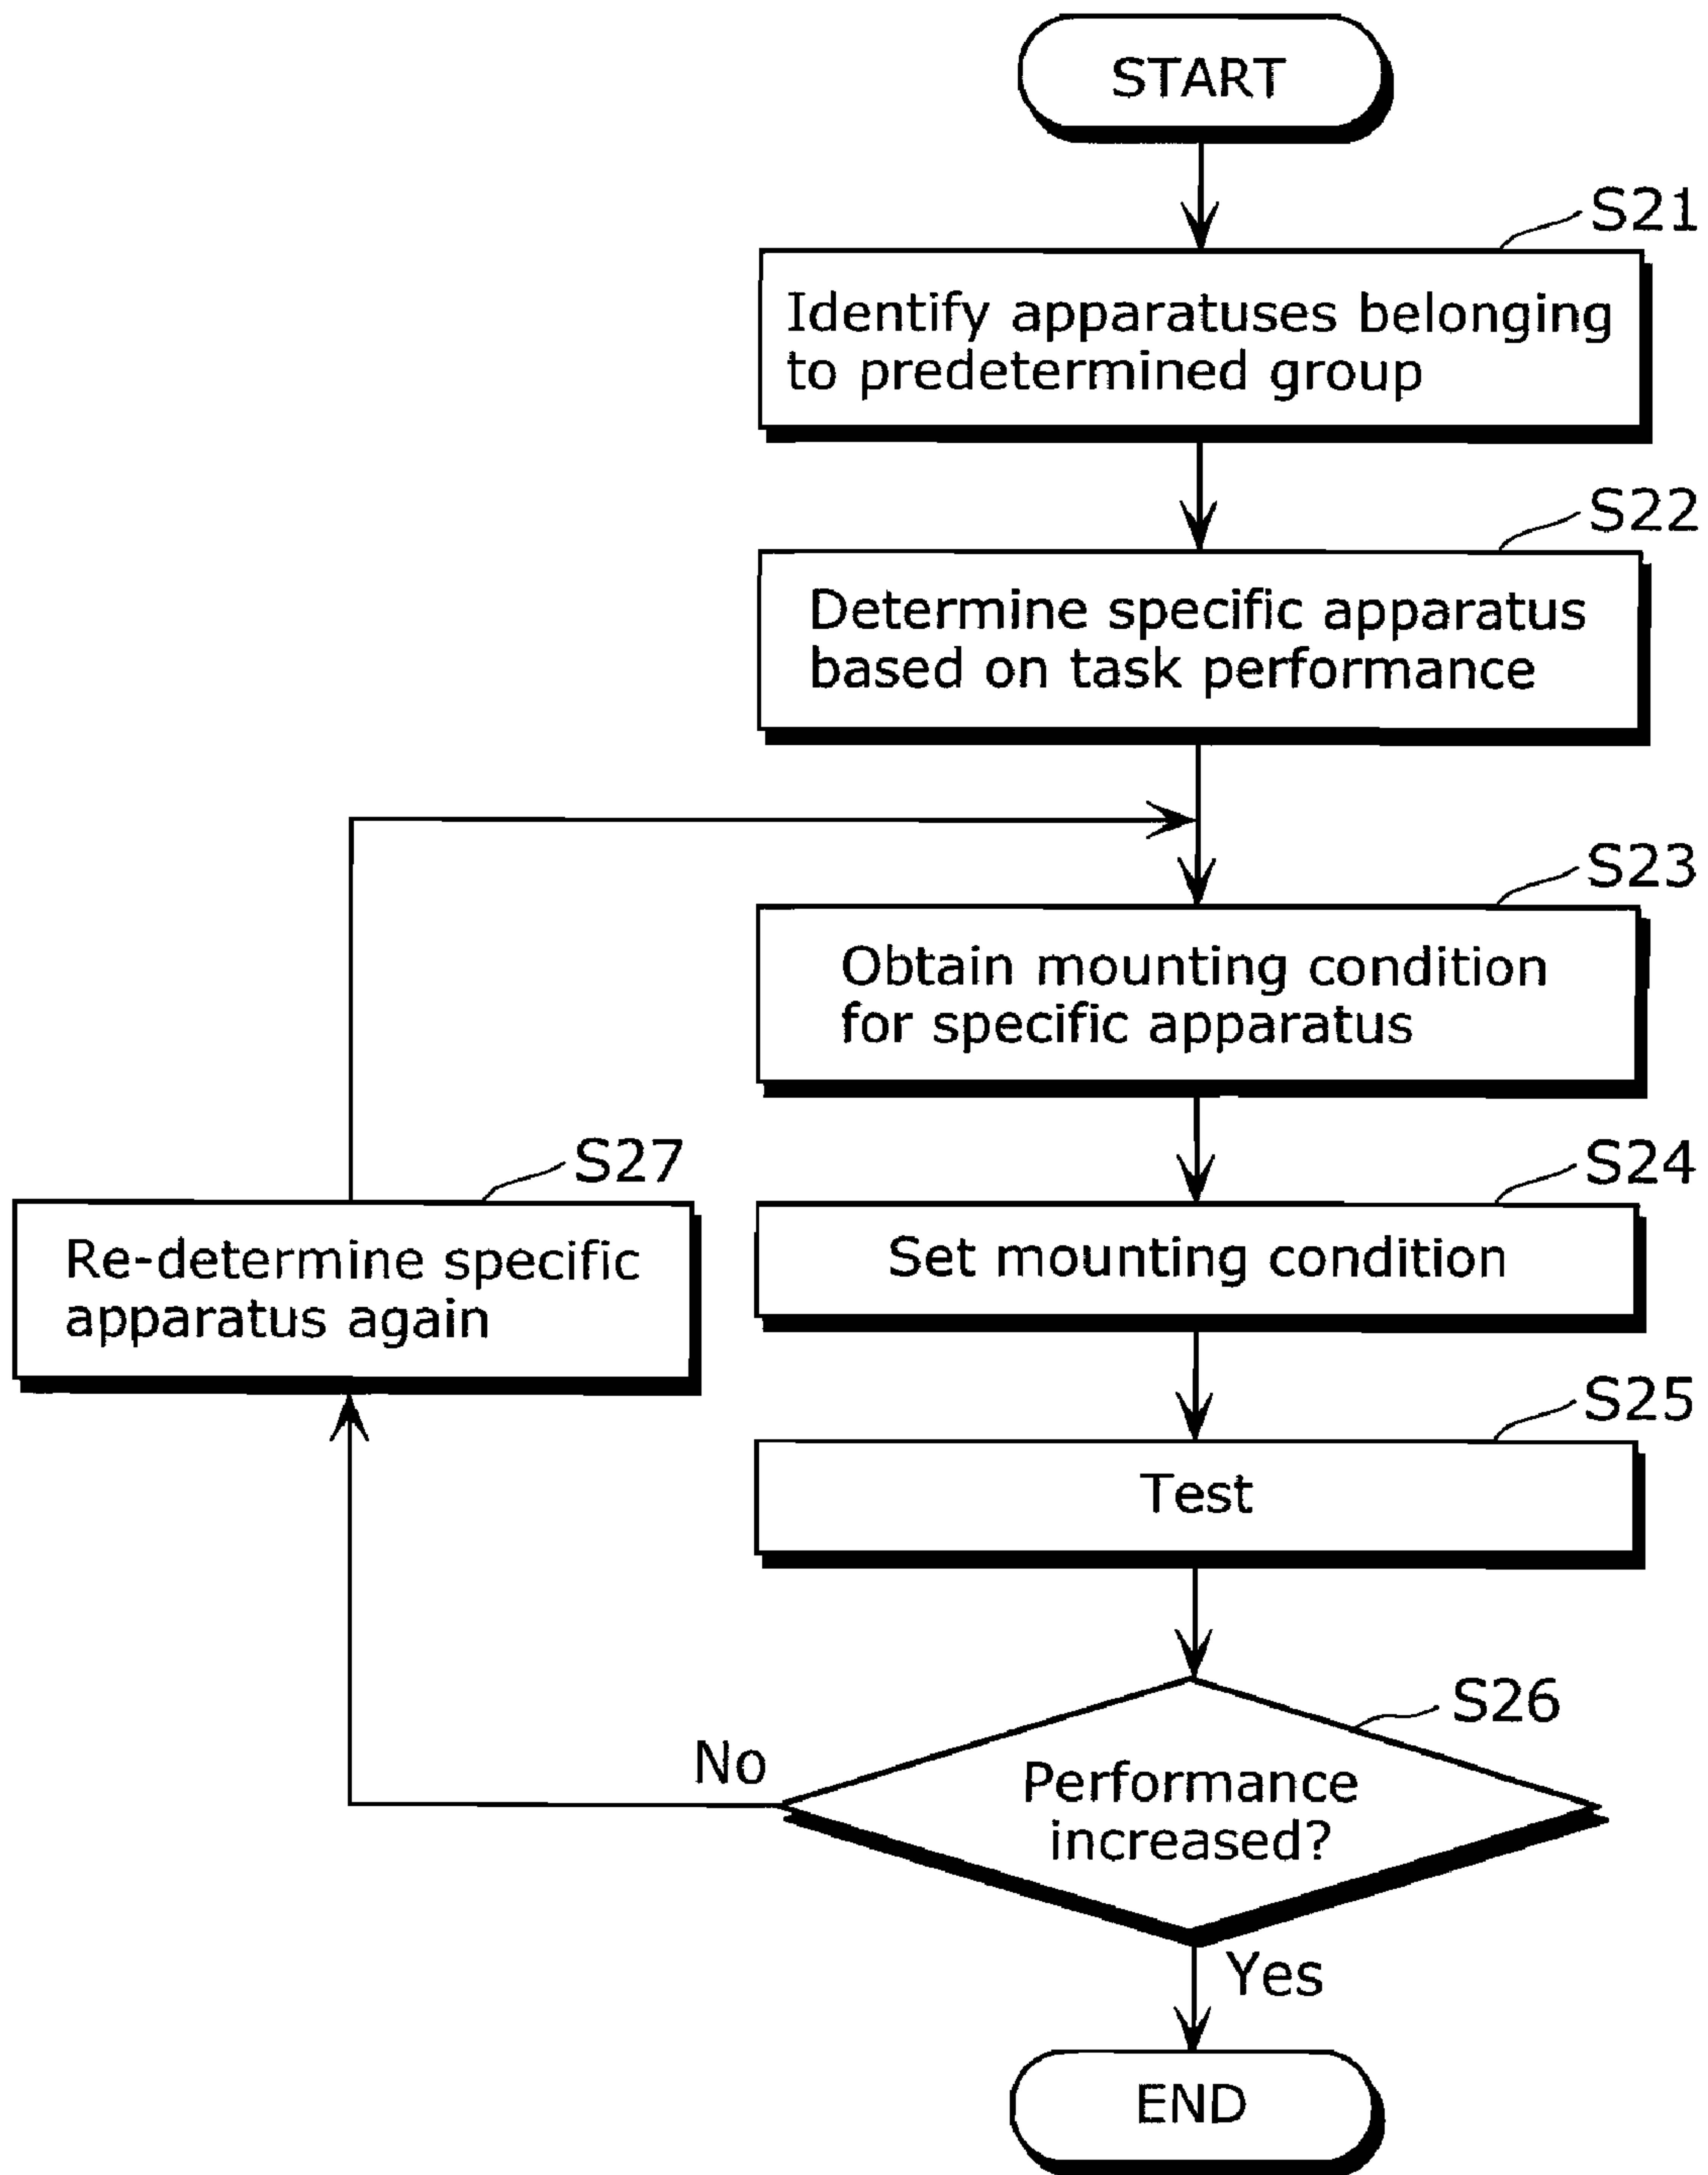 START
S21
Identify apparatuses belonging
to predetermined group
S22
Determine specific apparatus
based on task performance
S23
Obtain mounting condition
for specific apparatus
S27
Re-determine specific
apparatus again
S24
Set mounting condition
S25
Test
S26
No
Performance
increased?
Yes
END